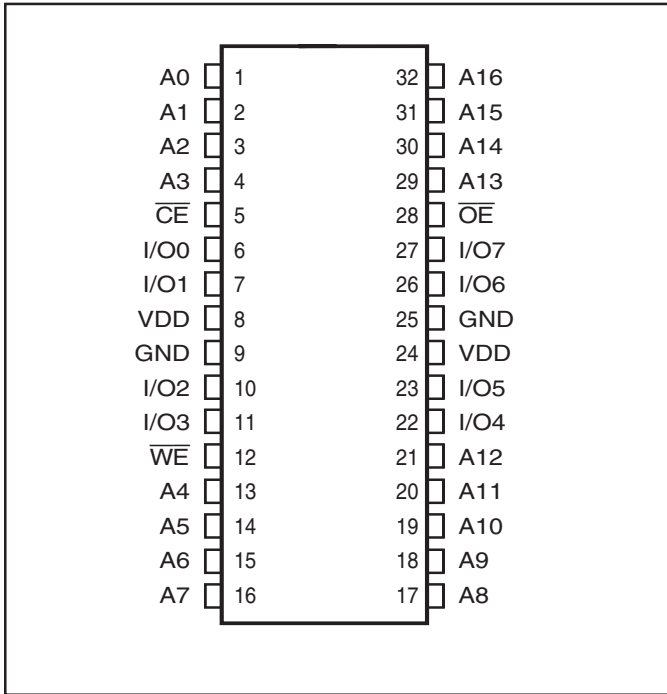 A0 1 32 A16
A1 2 31 A15
A2 3 30 A14
A3 4 29 A13
C̅E̅ 5 28 O̅E̅
I/O0 6 27 I/O7
I/O1 7 26 I/O6
VDD 8 25 GND
GND 9 24 VDD
I/O2 10 23 I/O5
I/O3 11 22 I/O4
W̅E̅ 12 21 A12
A4 13 20 A11
A5 14 19 A10
A6 15 18 A9
A7 16 17 A8